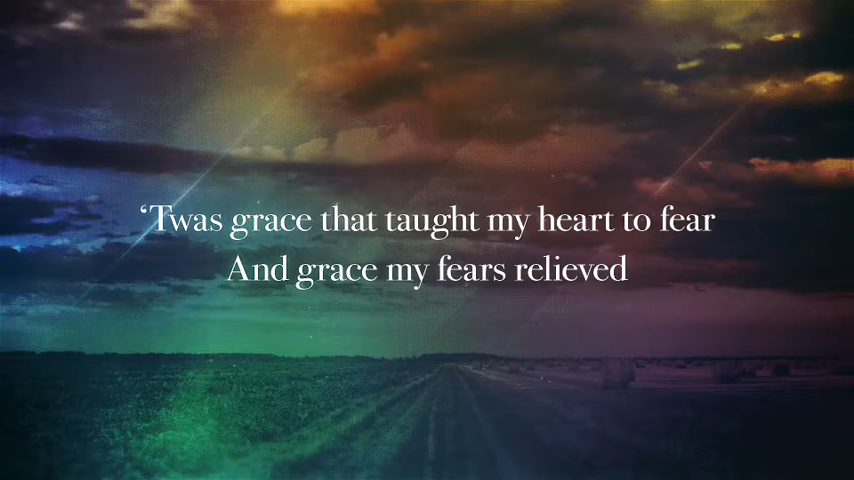 ‘Twas grace that taught my heart to fear
And grace my fears relieved